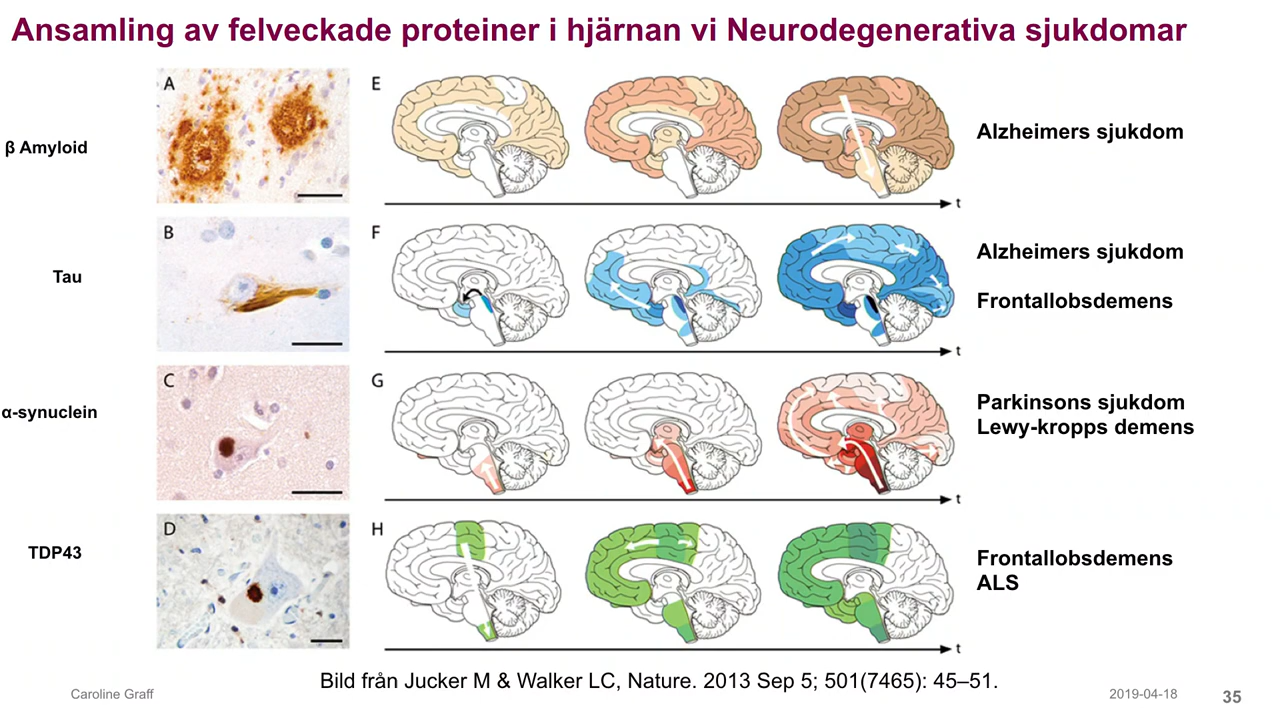 Ansamling av felveckade proteiner i hjärnan vi Neurodegenerativa sjukdomar
A
E
β Amyloid
Alzheimers sjukdom
t
B
F
Tau
Alzheimers sjukdom
Frontallobsdemens
t
C
G
α-synuclein
Parkinsons sjukdom
Lewy-kropps demens
t
D
H
TDP43
Frontallobsdemens
ALS
t
Bild från Jucker M & Walker LC, Nature. 2013 Sep 5; 501(7465): 45–51.
Caroline Graff
2019-04-18
35